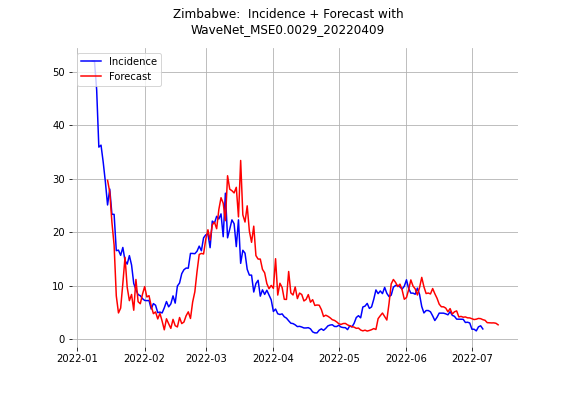 Zimbabwe:  Incidence + Forecast with
WaveNet_MSE0.0029_20220409
Incidence
Forecast
50
40
30
20
10
0
2022-01 2022-02 2022-03 2022-04 2022-05 2022-06 2022-07